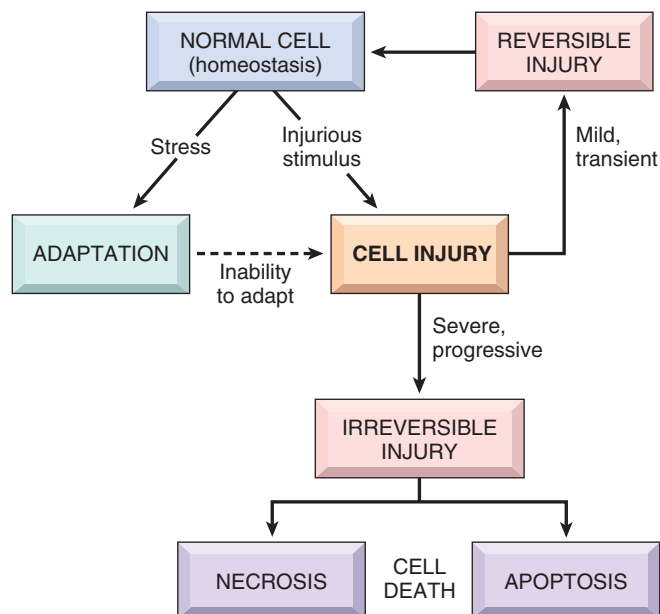 NORMAL CELL
(homeostasis)
REVERSIBLE
INJURY
Stress
Injurious
stimulus
Mild,
transient
ADAPTATION
Inability
to adapt
CELL INJURY
Severe,
progressive
IRREVERSIBLE
INJURY
NECROSIS
CELL
DEATH
APOPTOSIS